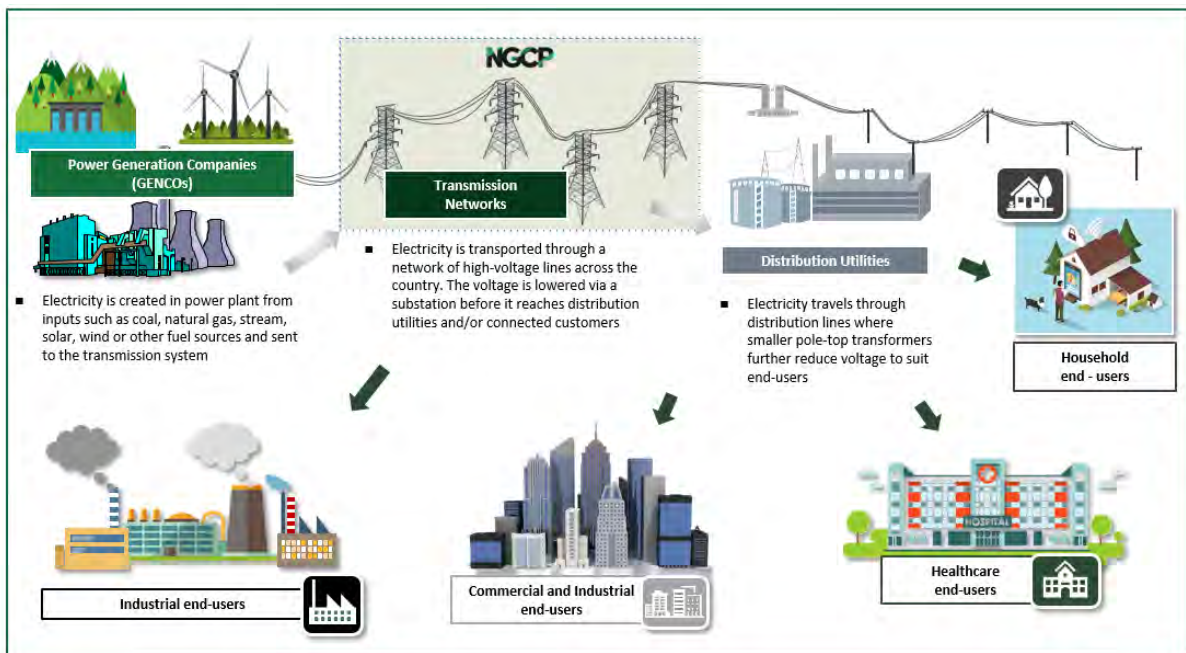 NGCP
Power Generation Companies
(GENCOs)
Transmission
Networks
Distribution Utilities
▪ Electricity is created in power plant from
inputs such as coal, natural gas, stream,
solar, wind or other fuel sources and sent
to the transmission system
▪ Electricity is transported through a
network of high-voltage lines across the
country. The voltage is lowered via a
substation before it reaches distribution
utilities and/or connected customers
▪ Electricity travels through
distribution lines where
smaller pole-top transformers
further reduce voltage to suit
end-users
Household
end - users
HOSPITAL
Industrial end-users
Commercial and Industrial
end-users
Healthcare
end-users